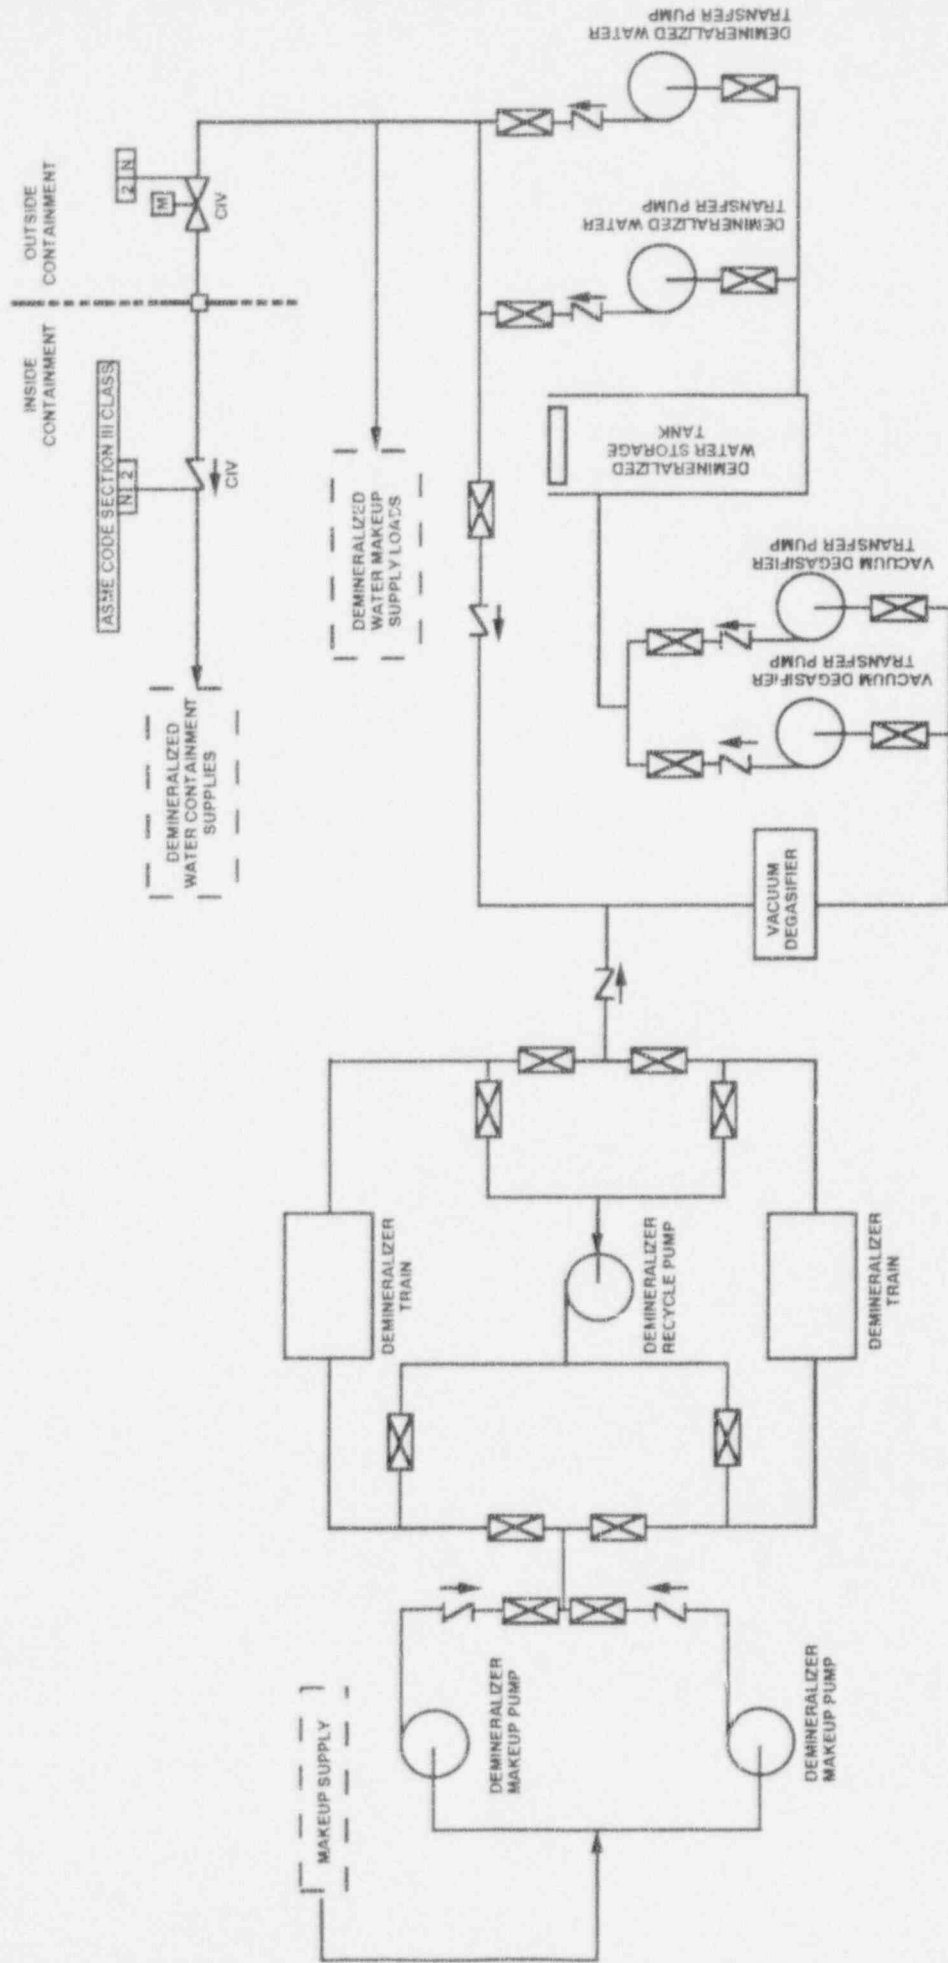 INSIDE
CONTAINMENT
OUTSIDE
CONTAINMENT
ASME CODE SECTION III CLASS
N 2
2 N
M
CIV
CIV
DEMINERALIZED
WATER CONTAINMENT
SUPPLIES
DEMINERALIZED
WATER MAKEUP
SUPPLY LOADS
MAKEUP SUPPLY
DEMINERALIZER
MAKEUP PUMP
DEMINERALIZER
MAKEUP PUMP
DEMINERALIZER
TRAIN
DEMINERALIZER
RECYCLE PUMP
DEMINERALIZER
TRAIN
VACUUM
DEGASIFIER
VACUUM DEGASIFIER
TRANSFER PUMP
VACUUM DEGASIFIER
TRANSFER PUMP
DEMINERALIZED
WATER STORAGE
TANK
DEMINERALIZED WATER
TRANSFER PUMP
DEMINERALIZED WATER
TRANSFER PUMP